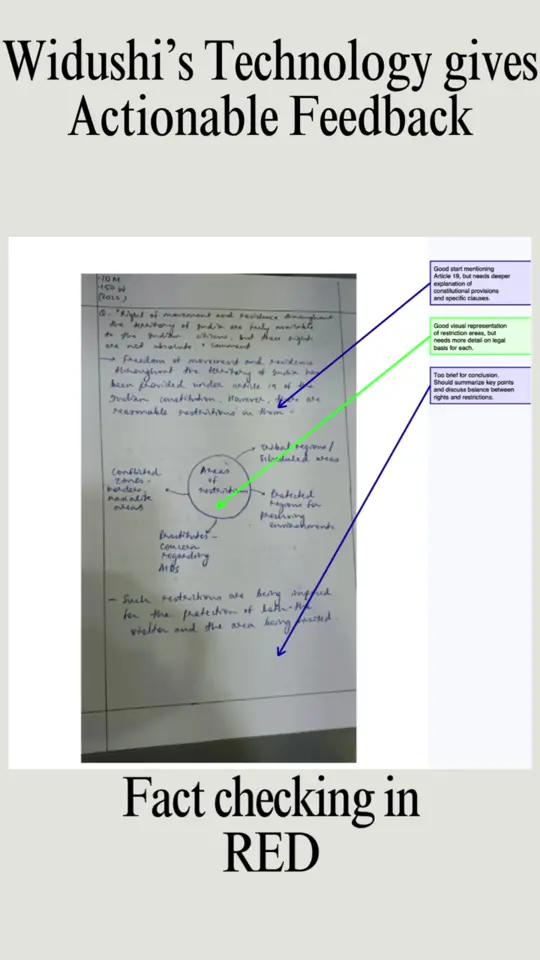 Widushi's Technology gives
Actionable Feedback
10M
150 W
(2022)
Q. "Right of movement and residence throughout
the territory of India are freely available
to the Indian citizens, but these rights
are not absolute" Comment
→ Freedom of movement and residence
throughout the territory of India has
been provided under article 19 of the
Indian constitution. However, there are
reasonable restrictions in them -
tribal regions/
scheduled areas
Conflicted
zones-
borders,
naxalite
areas
Areas
of
restriction
Protected
regions for
preserving
environments
Prostitutes -
concern
regarding
AIDs
- Such restrictions are being imposed
for the protection of both the
visitor and the area being visited.
Good start mentioning
Article 19, but needs deeper
explanation of
constitutional provisions
and specific clauses.
Good visual representation
of restriction areas, but
needs more detail on legal
basis for each.
Too brief for conclusion.
Should summarize key points
and discuss balance between
rights and restrictions.
Fact checking in
RED